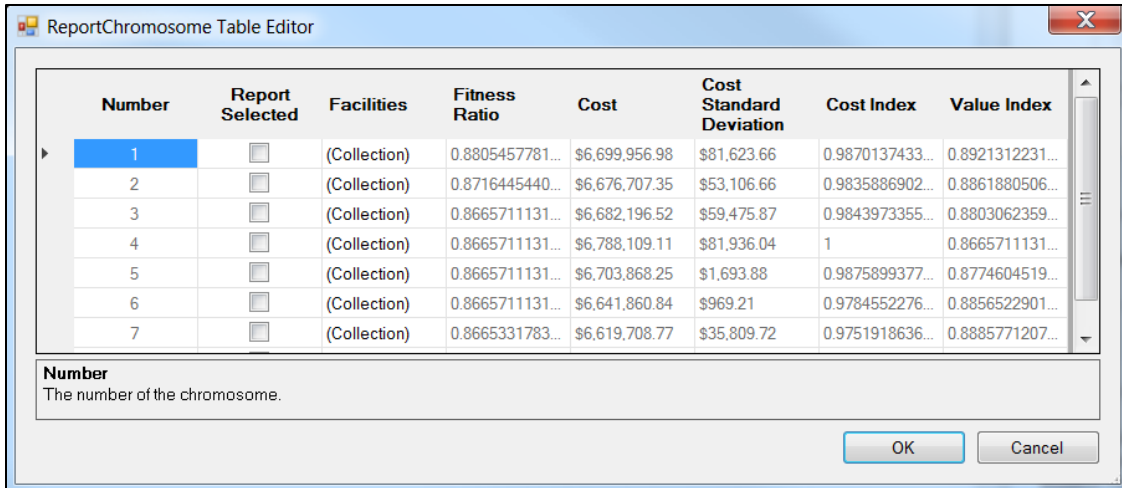 ReportChromosome Table Editor
Number Report Selected Facilities Fitness Ratio Cost Cost Standard Deviation Cost Index Value Index
1 (Collection) 0.8805457781... $6,699,956.98 $81,623.66 0.9870137433... 0.8921312231...
2 (Collection) 0.8716445440... $6,676,707.35 $53,106.66 0.9835886902... 0.8861880506...
3 (Collection) 0.8665711131... $6,682,196.52 $59,475.87 0.9843973355... 0.8803062359...
4 (Collection) 0.8665711131... $6,788,109.11 $81,936.04 1 0.8665711131...
5 (Collection) 0.8665711131... $6,703,868.25 $1,693.88 0.9875899377... 0.8774604519...
6 (Collection) 0.8665711131... $6,641,860.84 $969.21 0.9784552276... 0.8856522901...
7 (Collection) 0.8665331783... $6,619,708.77 $35,809.72 0.9751918636... 0.8885771207...
Number
The number of the chromosome.
OK Cancel